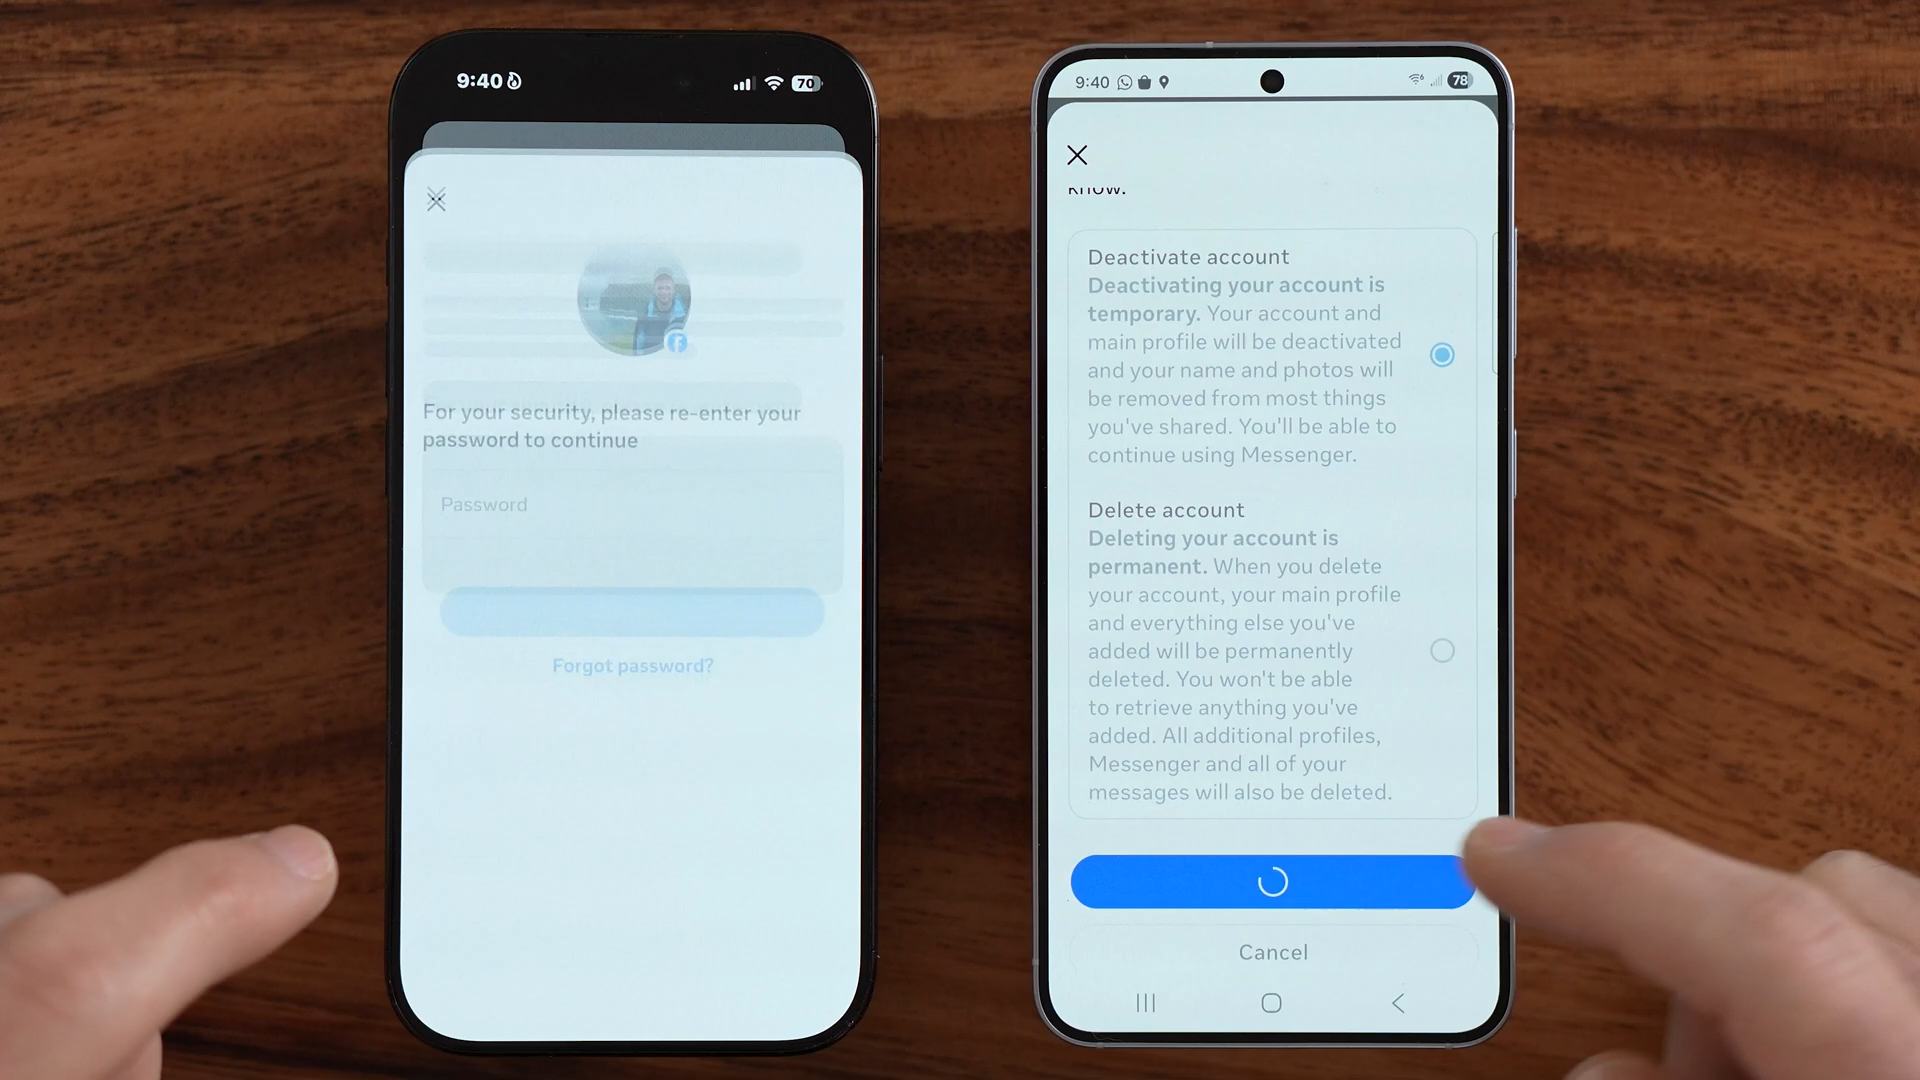 9:40
70
For your security, please re-enter your
password to continue
Password
Forgot password?
9:40
78
know.
Deactivate account
Deactivating your account is
temporary. Your account and
main profile will be deactivated
and your name and photos will
be removed from most things
you've shared. You'll be able to
continue using Messenger.
Delete account
Deleting your account is
permanent. When you delete
your account, your main profile
and everything else you've
added will be permanently
deleted. You won't be able
to retrieve anything you've
added. All additional profiles,
Messenger and all of your
messages will also be deleted.
Cancel